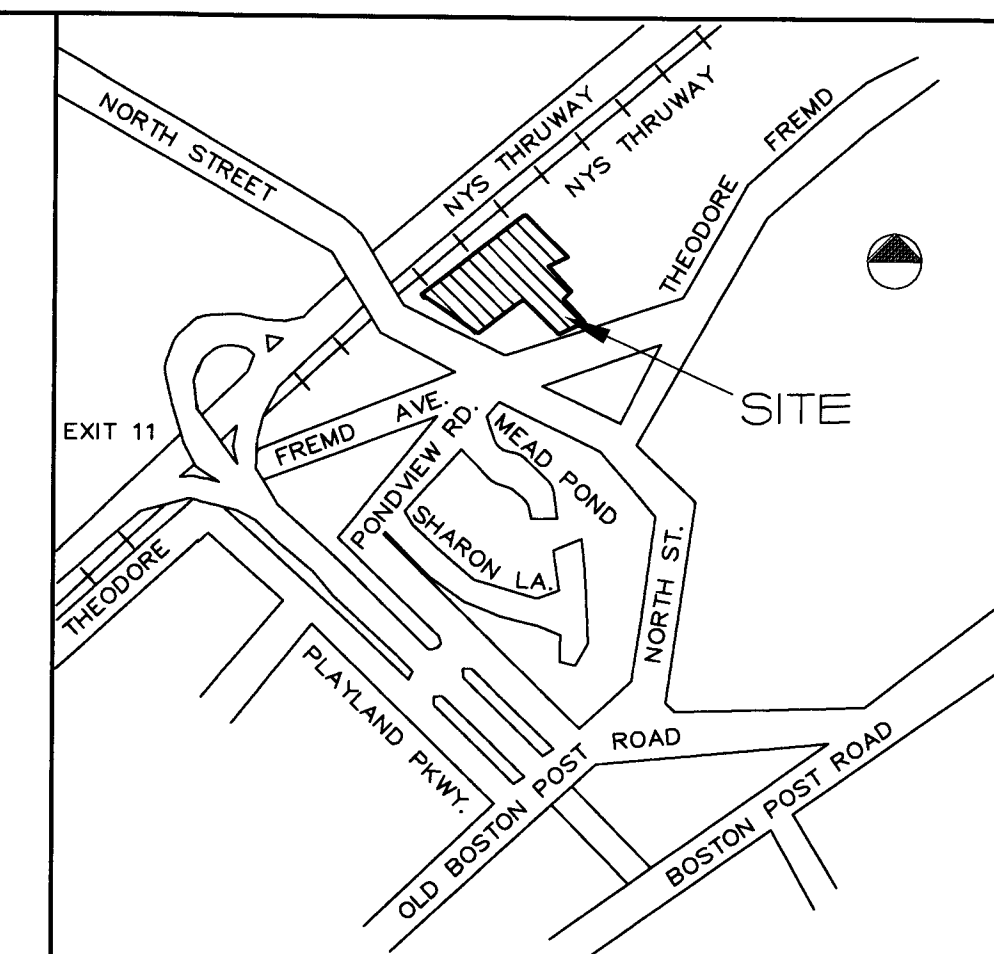 NORTH STREET
NYS THRUWAY
NYS THRUWAY
THEODORE
FREMD
SITE
EXIT 11
FREMD
AVE.
PONDVIEW RD.
MEAD POND
SHARON LA.
THEODORE
NORTH ST.
PLAYLAND PKWY.
OLD BOSTON POST
ROAD
BOSTON POST ROAD